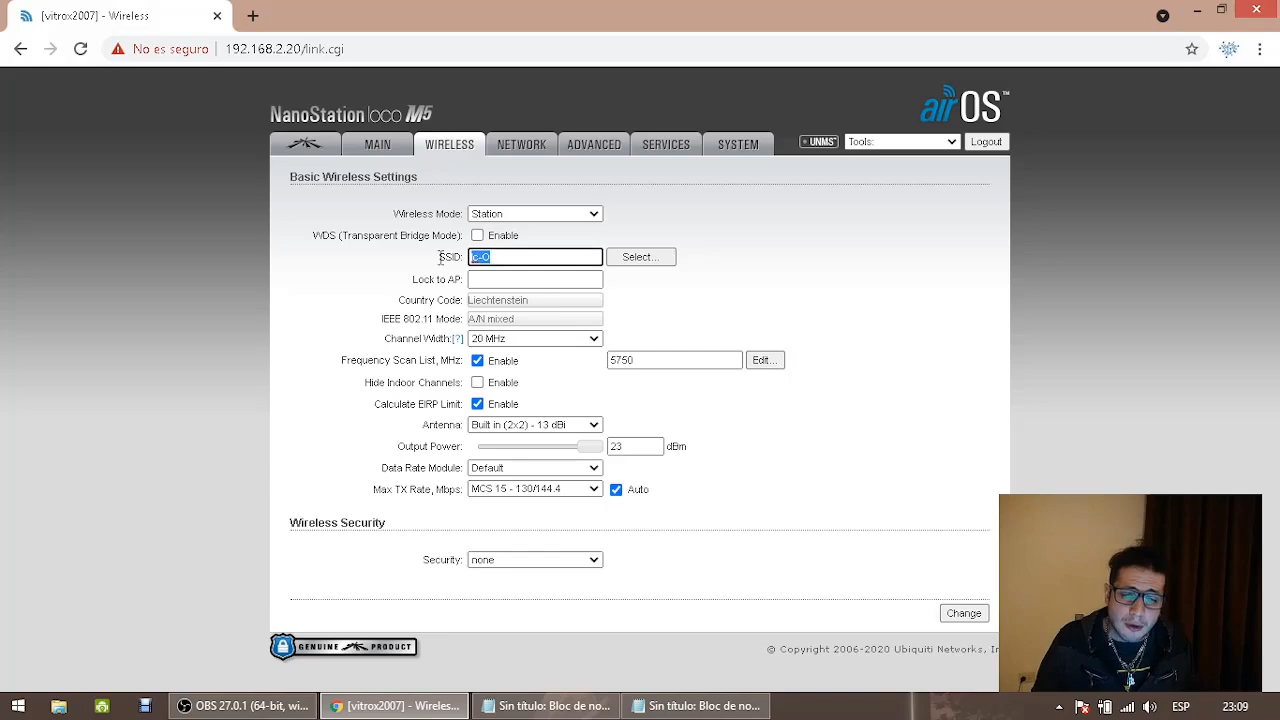 [vitrox2007] - Wireless
No es seguro
192.168.2.20/link.cgi
NanoStation loco M5
airOS™
MAIN
WIRELESS
NETWORK
ADVANCED
SERVICES
SYSTEM
UNMS™
Tools:
Logout
Basic Wireless Settings
Wireless Mode: Station
WDS (Transparent Bridge Mode): Enable
SSID: c-O Select...
Lock to AP:
Country Code: Liechtenstein
IEEE 802.11 Mode: A/N mixed
Channel Width:[?] 20 MHz
Frequency Scan List, MHz: Enable 5750 Edit...
Hide Indoor Channels: Enable
Calculate EIRP Limit: Enable
Antenna: Built in (2x2) - 13 dBi
Output Power: 23 dBm
Data Rate Module: Default
Max TX Rate, Mbps: MCS 15 - 130/144.4 Auto
Wireless Security
Security: none
Change
GENUINE PRODUCT
© Copyright 2006-2020 Ubiquiti Networks, In
OBS 27.0.1 (64-bit, wi...
[vitrox2007] - Wireles...
Sin título: Bloc de no...
Sin título: Bloc de no...
ESP
23:09